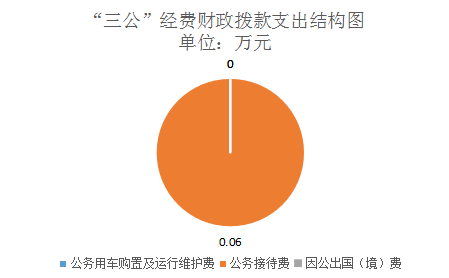 “三公”经费财政拨款支出结构图
单位：万元
0
0.06
公务用车购置及运行维护费 公务接待费 因公出国（境）费